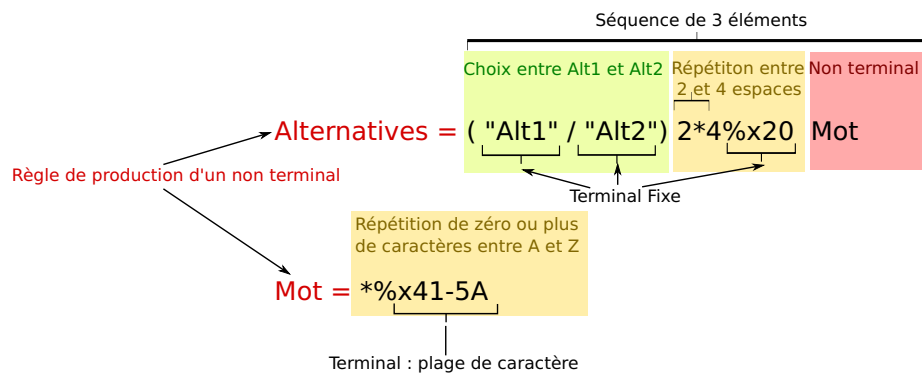 Séquence de 3 éléments
Choix entre Alt1 et Alt2
Répétiton entre
2 et 4 espaces
Non terminal
Alternatives = ( "Alt1" / "Alt2") 2*4%x20 Mot
Règle de production d'un non terminal
Terminal Fixe
Répétition de zéro ou plus
de caractères entre A et Z
Mot = *%x41-5A
Terminal : plage de caractère